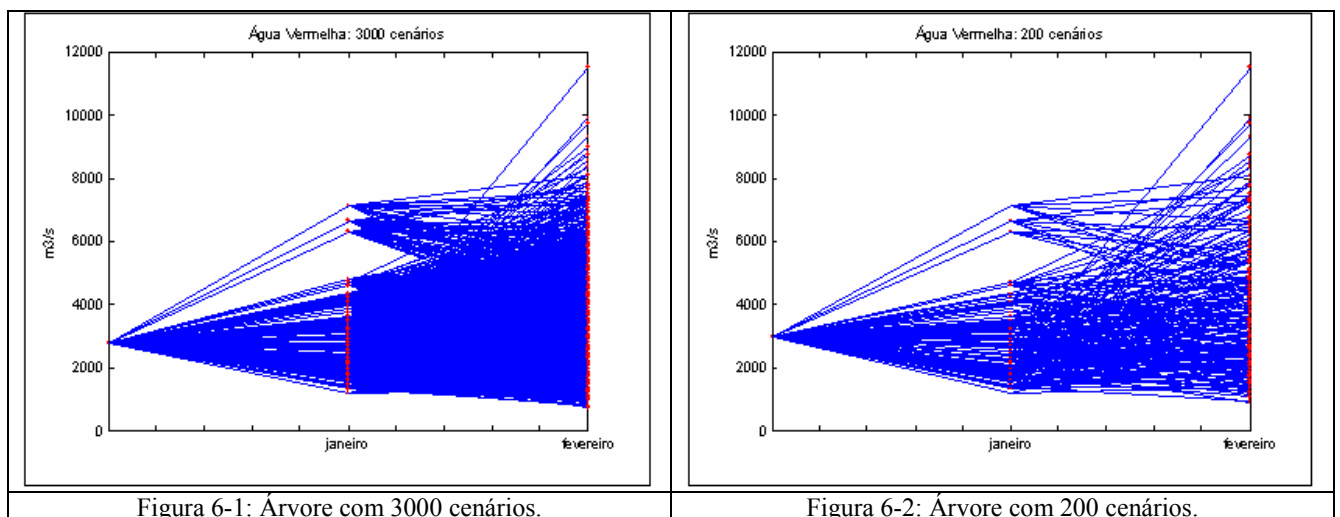 Água Vermelha: 3000 cenários
12000
10000
8000
6000
4000
2000
0
m3/s
janeiro
fevereiro
Figura 6-1: Árvore com 3000 cenários.
Água Vermelha: 200 cenários
12000
10000
8000
6000
4000
2000
0
m3/s
janeiro
fevereiro
Figura 6-2: Árvore com 200 cenários.